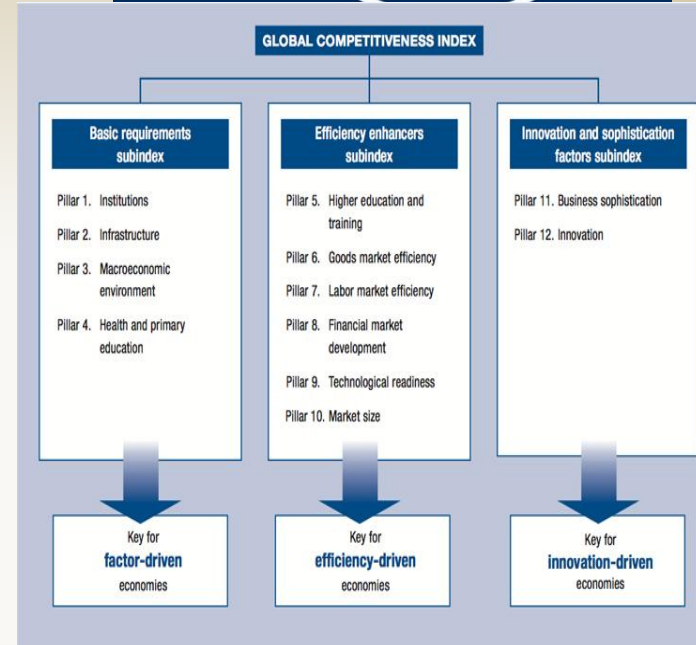 GLOBAL COMPETITIVENESS INDEX
Basic requirements
subindex
Pillar 1. Institutions
Pillar 2. Infrastructure
Pillar 3. Macroeconomic
environment
Pillar 4. Health and primary
education
Key for
factor-driven
economies
Efficiency enhancers
subindex
Pillar 5. Higher education and
training
Pillar 6. Goods market efficiency
Pillar 7. Labor market efficiency
Pillar 8. Financial market
development
Pillar 9. Technological readiness
Pillar 10. Market size
Key for
efficiency-driven
economies
Innovation and sophistication
factors subindex
Pillar 11. Business sophistication
Pillar 12. Innovation
Key for
innovation-driven
economies